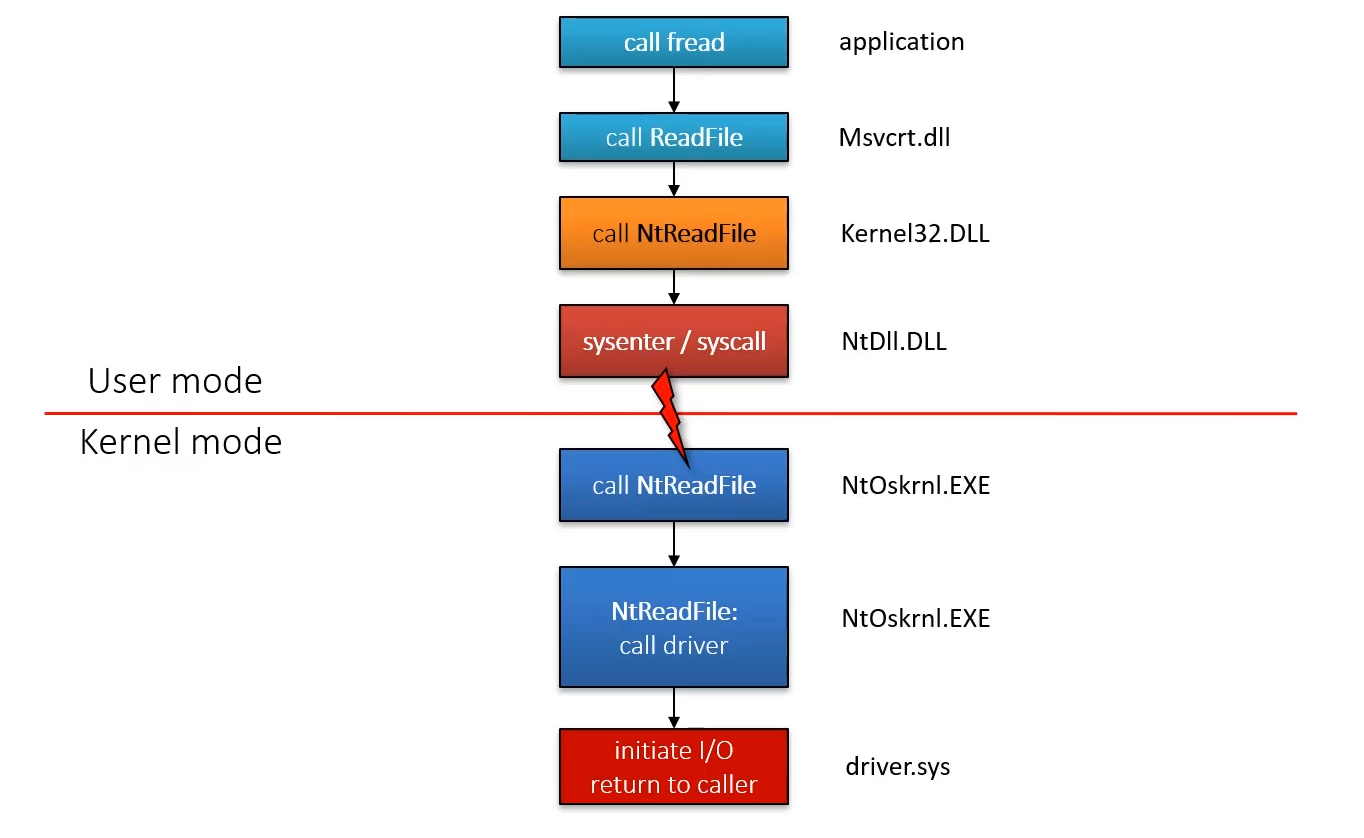 call fread
application
call ReadFile
Msvcrt.dll
call NtReadFile
Kernel32.DLL
sysenter / syscall
NtDll.DLL
User mode
Kernel mode
call NtReadFile
NtOskrnl.EXE
NtReadFile:
call driver
NtOskrnl.EXE
initiate I/O
return to caller
driver.sys